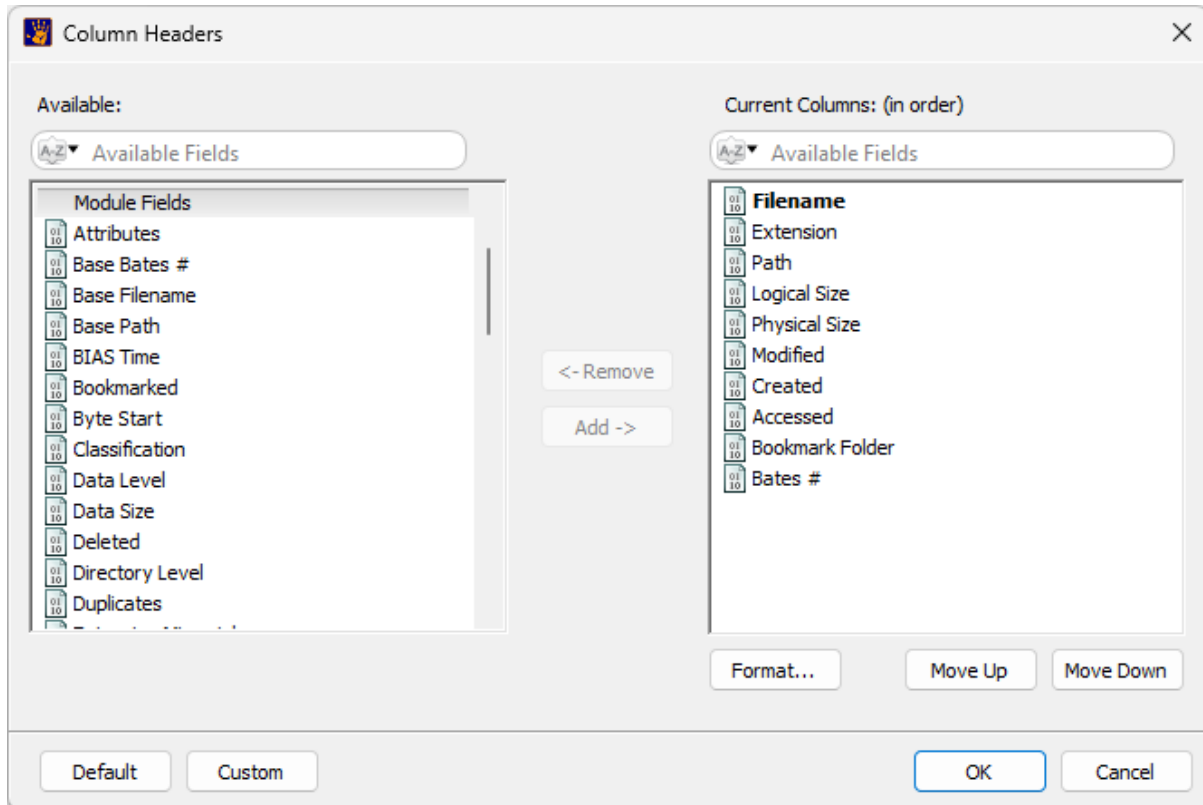 Column Headers
Available:
Available Fields
Module Fields
Attributes
Base Bates #
Base Filename
Base Path
BIAS Time
Bookmarked
Byte Start
Classification
Data Level
Data Size
Deleted
Directory Level
Duplicates
<- Remove
Add ->
Current Columns: (in order)
Available Fields
Filename
Extension
Path
Logical Size
Physical Size
Modified
Created
Accessed
Bookmark Folder
Bates #
Format...
Move Up
Move Down
Default
Custom
OK
Cancel